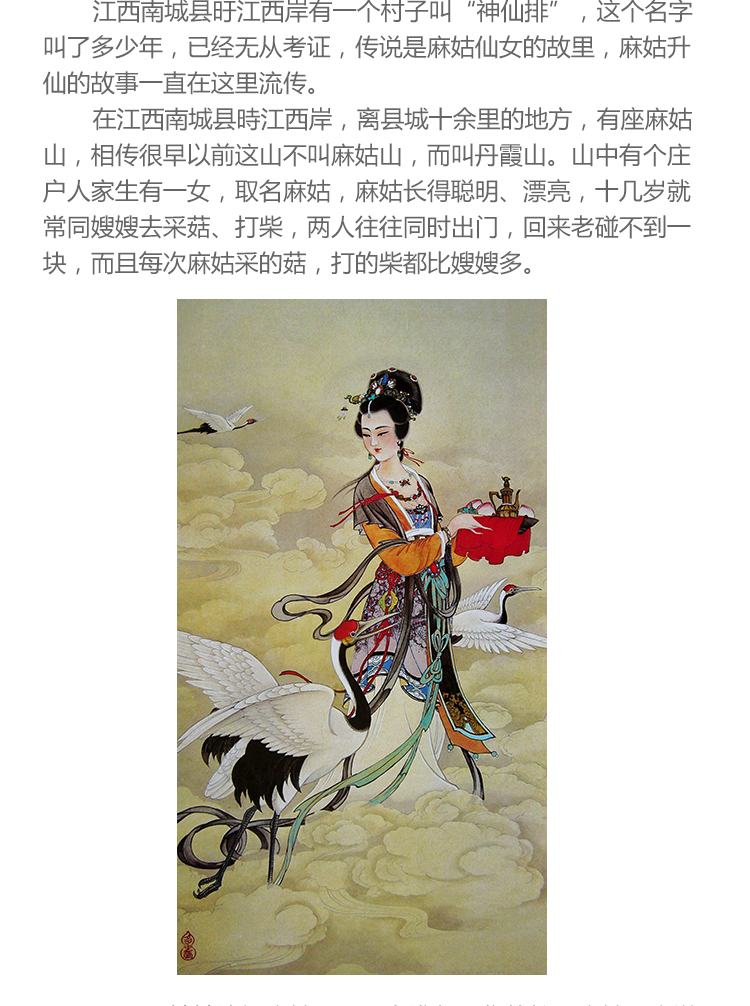 江西南城县旴江西岸有一个村子叫“神仙排”，这个名字
叫了多少年，已经无从考证，传说是麻姑仙女的故里，麻姑升
仙的故事一直在这里流传。
在江西南城县時江西岸，离县城十余里的地方，有座麻姑
山，相传很早以前这山不叫麻姑山，而叫丹霞山。山中有个庄
户人家生有一女，取名麻姑，麻姑长得聪明、漂亮，十几岁就
常同嫂嫂去采菇、打柴，两人往往同时出门，回来老碰不到一
块，而且每次麻姑采的菇，打的柴都比嫂嫂多。